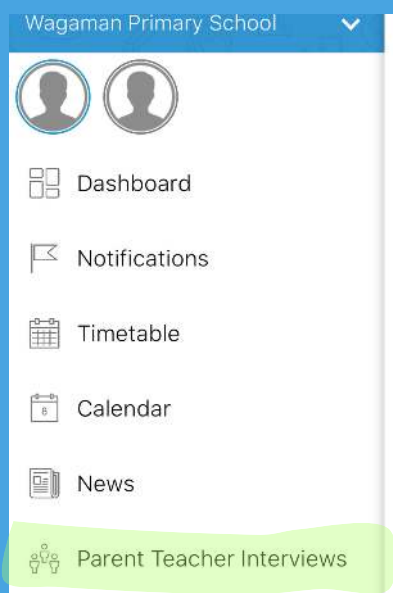 Wagaman Primary School
Dashboard
Notifications
Timetable
8
Calendar
News
Parent Teacher Interviews